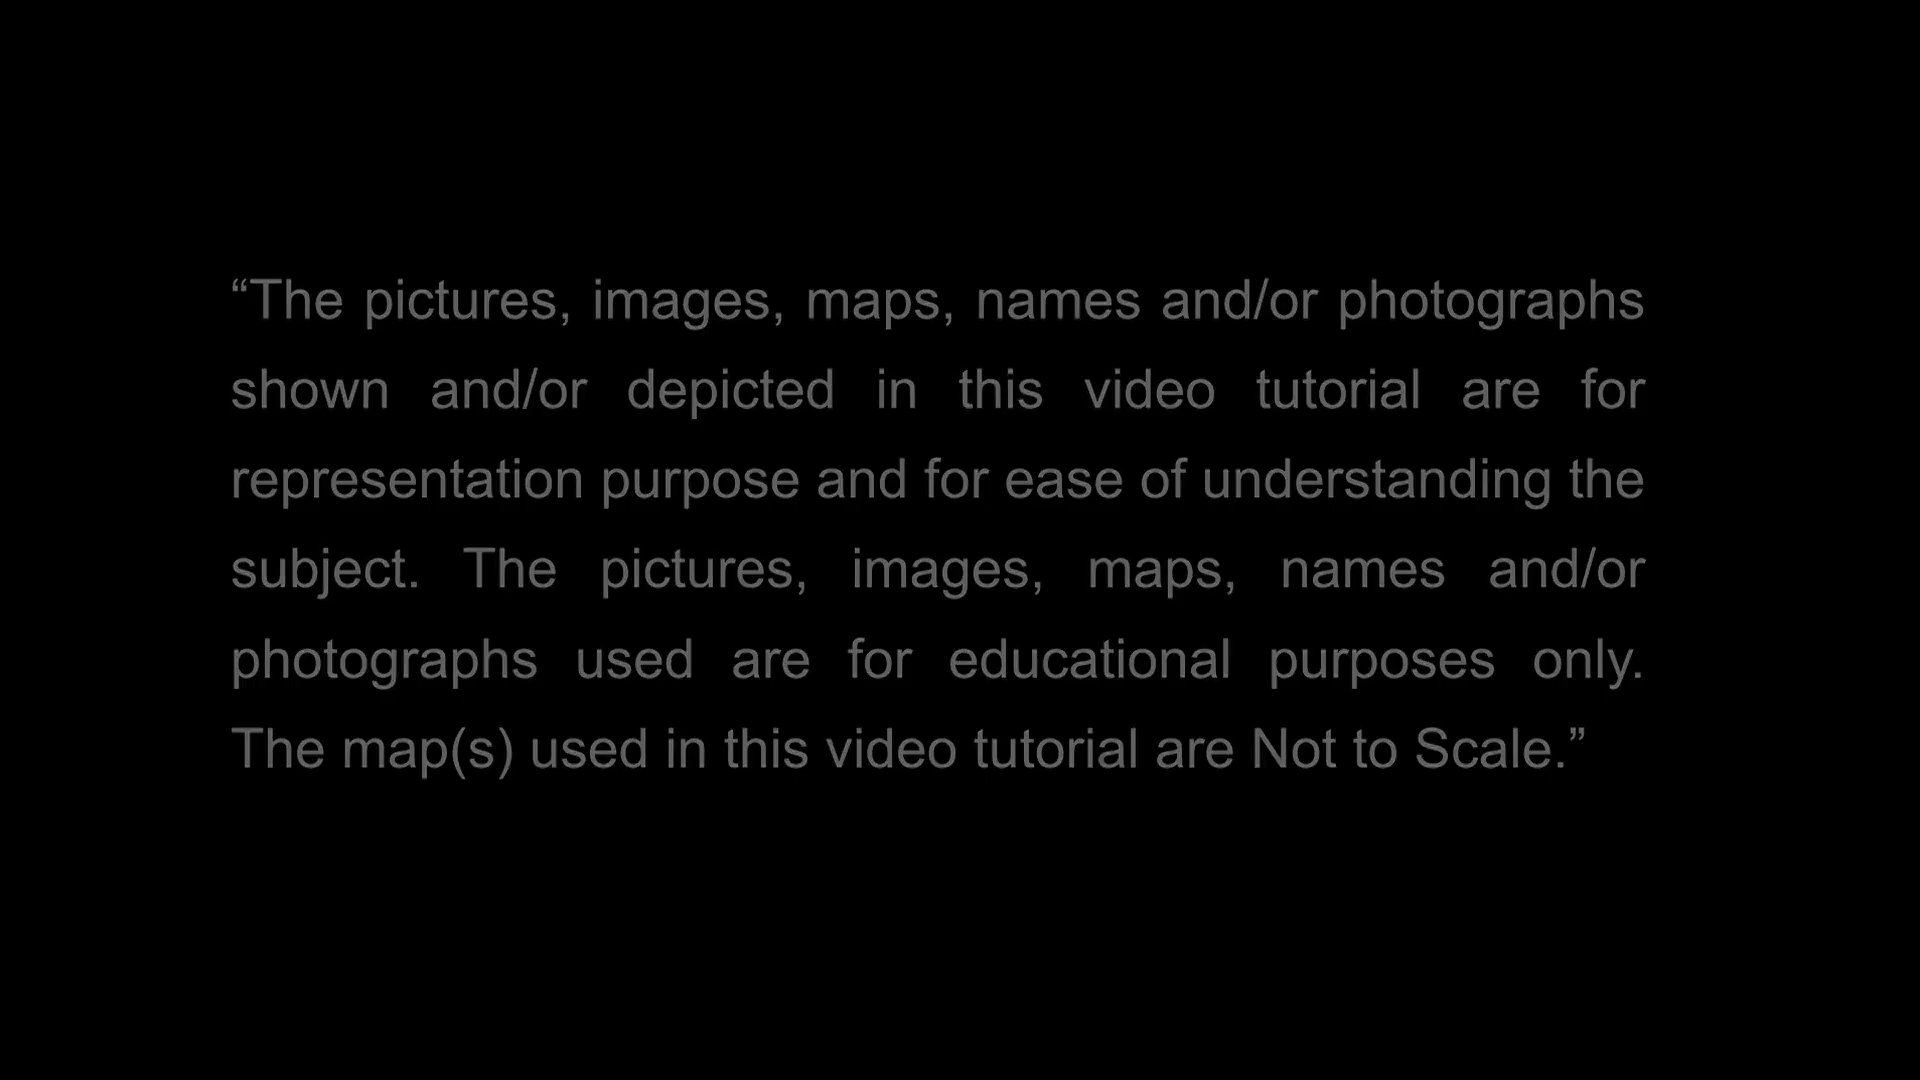 “The pictures, images, maps, names and/or photographs
shown and/or depicted in this video tutorial are for
representation purpose and for ease of understanding the
subject. The pictures, images, maps, names and/or
photographs used are for educational purposes only.
The map(s) used in this video tutorial are Not to Scale.”